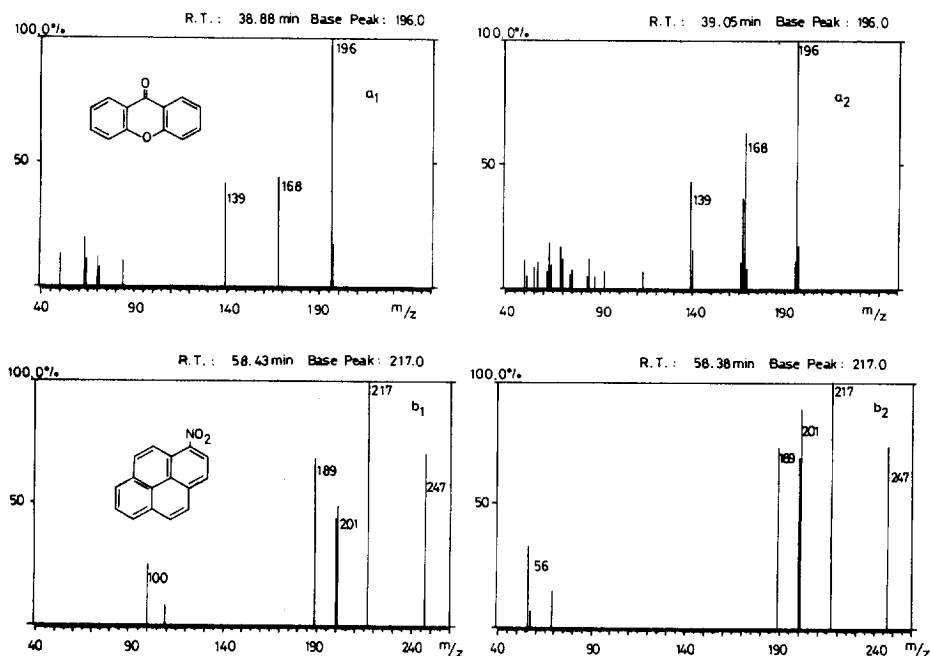 R.T.: 38.88 min Base Peak: 196.0
100.0%
196
a1
O
50
168
139
O
40 90 140 190 m/z
R.T.: 39.05 min Base Peak: 196.0
100.0%
196
a2
168
50
139
40 90 140 190 m/z
R.T.: 58.43 min Base Peak: 217.0
100.0%
217
b1
NO2
189
247
50
201
100
40 90 140 190 m/z 240
R.T.: 58.38 min Base Peak: 217.0
100.0%
217
b2
201
189
247
50
56
40 90 140 190 m/z 240